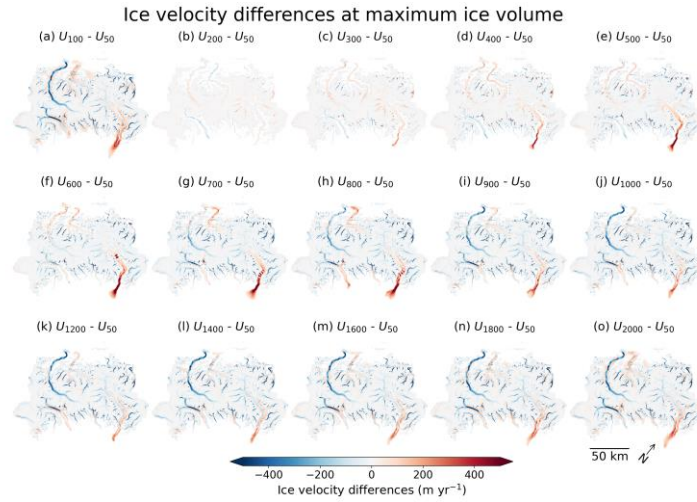 Ice velocity differences at maximum ice volume
(a) U₁₀₀ - U₅₀
(b) U₂₀₀ - U₅₀
(c) U₃₀₀ - U₅₀
(d) U₄₀₀ - U₅₀
(e) U₅₀₀ - U₅₀
(f) U₆₀₀ - U₅₀
(g) U₇₀₀ - U₅₀
(h) U₈₀₀ - U₅₀
(i) U₉₀₀ - U₅₀
(j) U₁₀₀₀ - U₅₀
(k) U₁₂₀₀ - U₅₀
(l) U₁₄₀₀ - U₅₀
(m) U₁₆₀₀ - U₅₀
(n) U₁₈₀₀ - U₅₀
(o) U₂₀₀₀ - U₅₀
50 km
N
−400 −200 0 200 400
Ice velocity differences (m yr⁻¹)